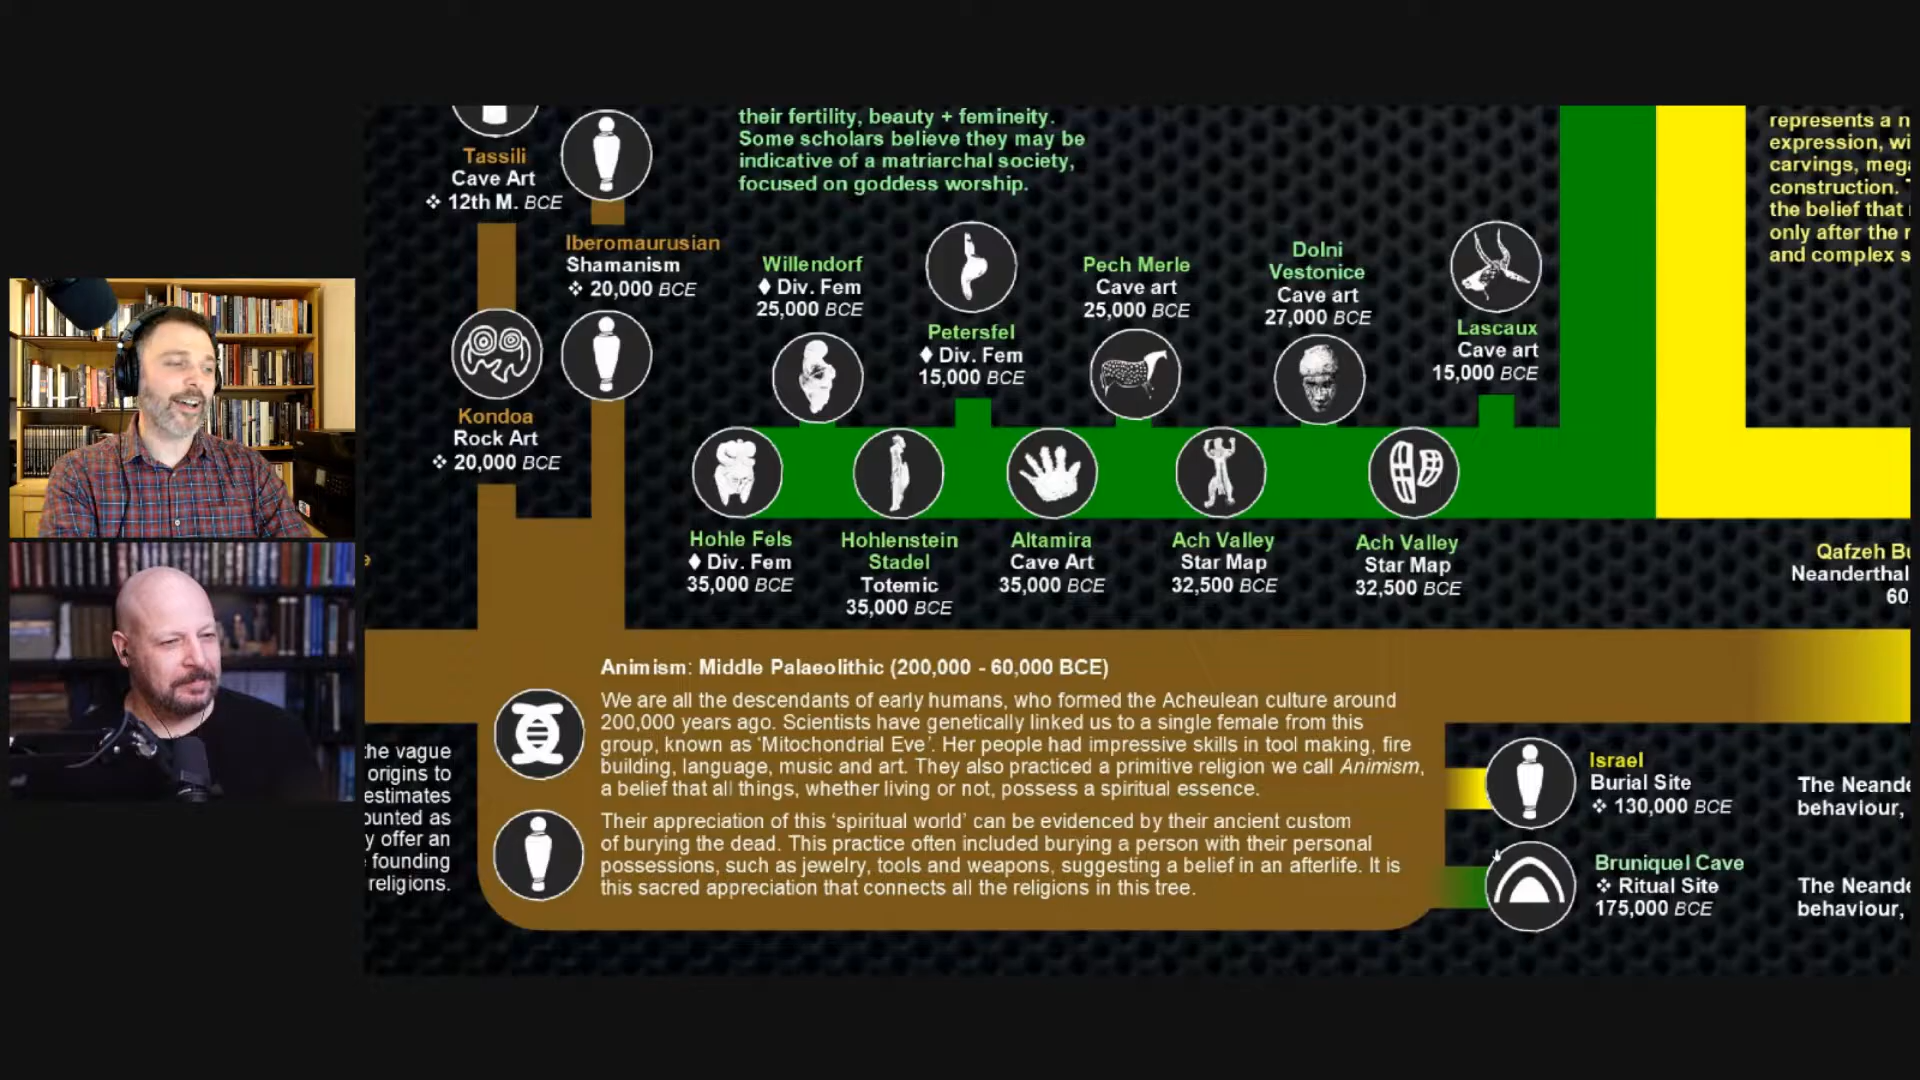 their fertility, beauty + femineity.
Some scholars believe they may be
indicative of a matriarchal society,
focused on goddess worship.
Tassili
Cave Art
❖ 12th M. BCE
Iberomaurusian
Shamanism
❖ 20,000 BCE
Kondoa
Rock Art
❖ 20,000 BCE
Willendorf
♦ Div. Fem
25,000 BCE
Petersfel
♦ Div. Fem
15,000 BCE
Pech Merle
Cave art
25,000 BCE
Dolni
Vestonice
Cave art
27,000 BCE
Lascaux
Cave art
15,000 BCE
represents a n
expression, wi
carvings, mega
construction. T
the belief that
only after the r
and complex s
Hohle Fels
♦ Div. Fem
35,000 BCE
Hohlenstein
Stadel
Totemic
35,000 BCE
Altamira
Cave Art
35,000 BCE
Ach Valley
Star Map
32,500 BCE
Ach Valley
Star Map
32,500 BCE
Qafzeh Bu
Neanderthal
60
Animism: Middle Palaeolithic (200,000 - 60,000 BCE)
We are all the descendants of early humans, who formed the Acheulean culture around
200,000 years ago. Scientists have genetically linked us to a single female from this
group, known as ‘Mitochondrial Eve’. Her people had impressive skills in tool making, fire
building, language, music and art. They also practiced a primitive religion we call Animism,
a belief that all things, whether living or not, possess a spiritual essence.
Their appreciation of this ‘spiritual world’ can be evidenced by their ancient custom
of burying the dead. This practice often included burying a person with their personal
possessions, such as jewelry, tools and weapons, suggesting a belief in an afterlife. It is
this sacred appreciation that connects all the religions in this tree.
the vague
origins to
estimates
ounted as
y offer an
founding
religions.
Israel
Burial Site
❖ 130,000 BCE
The Neande
behaviour,
Bruniquel Cave
❖ Ritual Site
175,000 BCE
The Neande
behaviour,